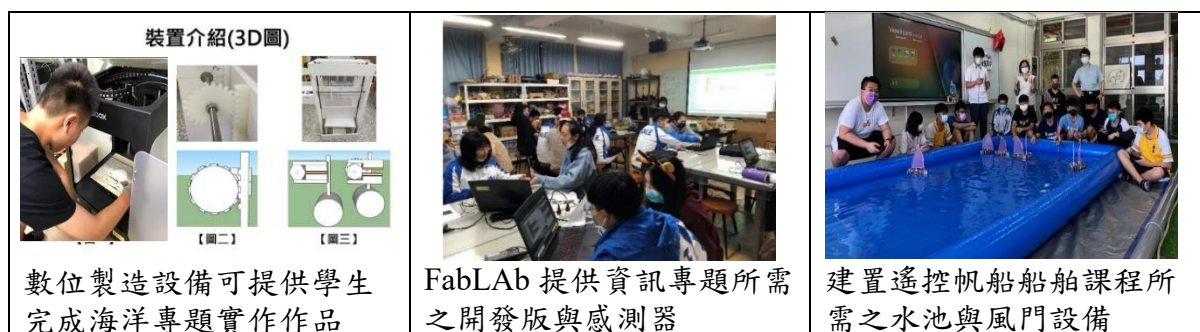 裝置介紹(3D圖)
【圖二】
【圖三】
數位製造設備可提供學生
完成海洋專題實作作品
FabLAb 提供資訊專題所需
之開發版與感測器
建置遙控帆船船舶課程所
需之水池與風門設備